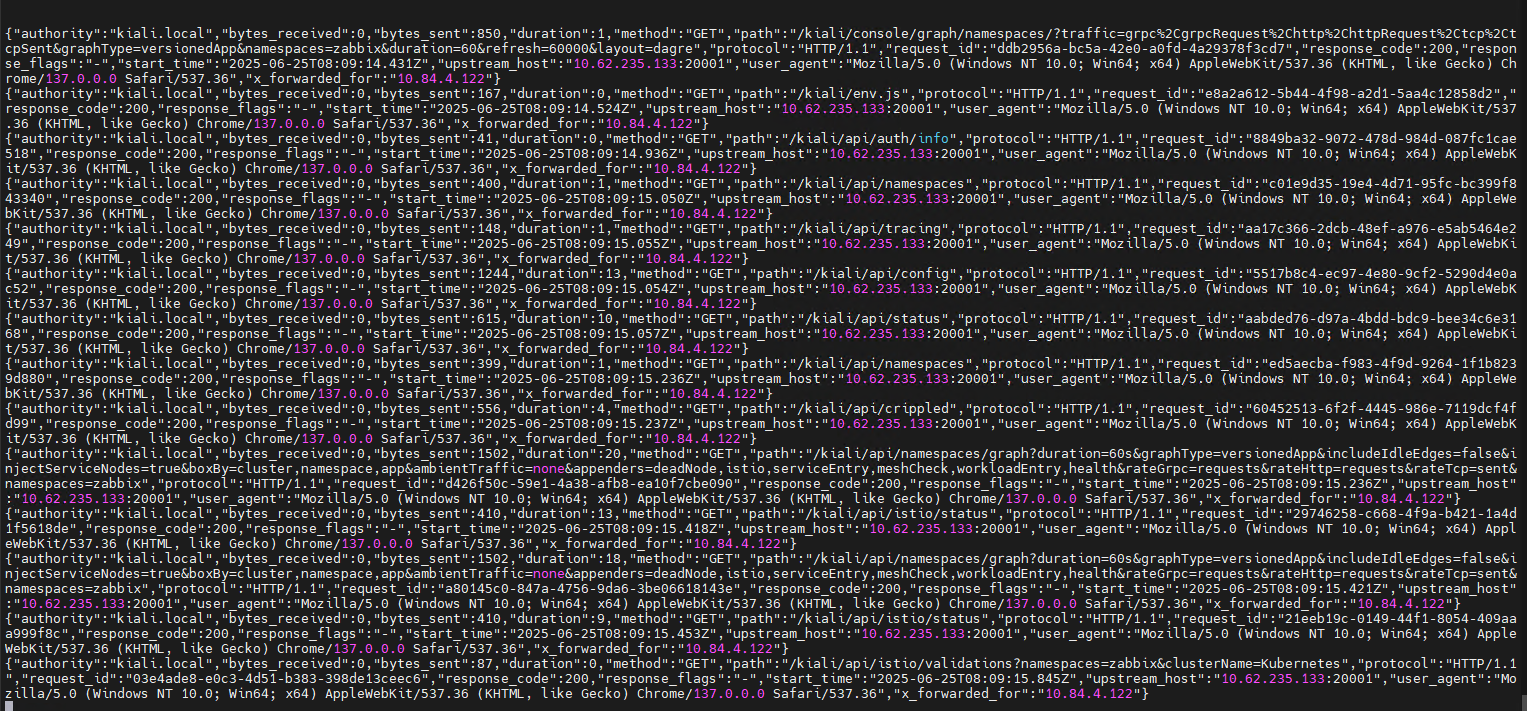 {"authority":"kiali.local","bytes_received":0,"bytes_sent":850,"duration":1,"method":"GET","path":"/kiali/console/graph/namespaces/?traffic=grpc%2CgrpcRequest%2Chttp%2ChttpRequest%2Ctcp%2Ct
cpSent&graphType=versionedApp&namespaces=zabbix&duration=60&refresh=60000&layout=dagre","protocol":"HTTP/1.1","request_id":"ddb2956a-bc5a-42e0-a0fd-4a29378f3cd7","response_code":200,"respon
se_flags":"-","start_time":"2025-06-25T08:09:14.431Z","upstream_host":"10.62.235.133:20001","user_agent":"Mozilla/5.0 (Windows NT 10.0; Win64; x64) AppleWebKit/537.36 (KHTML, like Gecko) Ch
rome/137.0.0.0 Safari/537.36","x_forwarded_for":"10.84.4.122"}
{"authority":"kiali.local","bytes_received":0,"bytes_sent":167,"duration":0,"method":"GET","path":"/kiali/env.js","protocol":"HTTP/1.1","request_id":"e8a2a612-5b44-4f98-a2d1-5aa4c12858d2","
response_code":200,"response_flags":"-","start_time":"2025-06-25T08:09:14.524Z","upstream_host":"10.62.235.133:20001","user_agent":"Mozilla/5.0 (Windows NT 10.0; Win64; x64) AppleWebKit/537
.36 (KHTML, like Gecko) Chrome/137.0.0.0 Safari/537.36","x_forwarded_for":"10.84.4.122"}
{"authority":"kiali.local","bytes_received":0,"bytes_sent":41,"duration":0,"method":"GET","path":"/kiali/api/auth/info","protocol":"HTTP/1.1","request_id":"8849ba32-9072-478d-984d-087fc1cae
518","response_code":200,"response_flags":"-","start_time":"2025-06-25T08:09:14.936Z","upstream_host":"10.62.235.133:20001","user_agent":"Mozilla/5.0 (Windows NT 10.0; Win64; x64) AppleWebK
it/537.36 (KHTML, like Gecko) Chrome/137.0.0.0 Safari/537.36","x_forwarded_for":"10.84.4.122"}
{"authority":"kiali.local","bytes_received":0,"bytes_sent":400,"duration":1,"method":"GET","path":"/kiali/api/namespaces","protocol":"HTTP/1.1","request_id":"c01e9d35-19e4-4d71-95fc-bc399f8
843340","response_code":200,"response_flags":"-","start_time":"2025-06-25T08:09:15.050Z","upstream_host":"10.62.235.133:20001","user_agent":"Mozilla/5.0 (Windows NT 10.0; Win64; x64) AppleWe
bKit/537.36 (KHTML, like Gecko) Chrome/137.0.0.0 Safari/537.36","x_forwarded_for":"10.84.4.122"}
{"authority":"kiali.local","bytes_received":0,"bytes_sent":148,"duration":1,"method":"GET","path":"/kiali/api/tracing","protocol":"HTTP/1.1","request_id":"aa17c366-2dcb-48ef-a976-e5ab5464e2
49","response_code":200,"response_flags":"-","start_time":"2025-06-25T08:09:15.055Z","upstream_host":"10.62.235.133:20001","user_agent":"Mozilla/5.0 (Windows NT 10.0; Win64; x64) AppleWebKi
t/537.36 (KHTML, like Gecko) Chrome/137.0.0.0 Safari/537.36","x_forwarded_for":"10.84.4.122"}
{"authority":"kiali.local","bytes_received":0,"bytes_sent":1244,"duration":13,"method":"GET","path":"/kiali/api/config","protocol":"HTTP/1.1","request_id":"5517b8c4-ec97-4e80-9cf2-5290d4e0a
c52","response_code":200,"response_flags":"-","start_time":"2025-06-25T08:09:15.054Z","upstream_host":"10.62.235.133:20001","user_agent":"Mozilla/5.0 (Windows NT 10.0; Win64; x64) AppleWebK
it/537.36 (KHTML, like Gecko) Chrome/137.0.0.0 Safari/537.36","x_forwarded_for":"10.84.4.122"}
{"authority":"kiali.local","bytes_received":0,"bytes_sent":615,"duration":10,"method":"GET","path":"/kiali/api/status","protocol":"HTTP/1.1","request_id":"aabded76-d97a-4bdd-bdc9-bee34c6e31
68","response_code":200,"response_flags":"-","start_time":"2025-06-25T08:09:15.057Z","upstream_host":"10.62.235.133:20001","user_agent":"Mozilla/5.0 (Windows NT 10.0; Win64; x64) AppleWebKi
t/537.36 (KHTML, like Gecko) Chrome/137.0.0.0 Safari/537.36","x_forwarded_for":"10.84.4.122"}
{"authority":"kiali.local","bytes_received":0,"bytes_sent":399,"duration":1,"method":"GET","path":"/kiali/api/namespaces","protocol":"HTTP/1.1","request_id":"ed5aecba-f983-4f9d-9264-1f1b823
9d880","response_code":200,"response_flags":"-","start_time":"2025-06-25T08:09:15.236Z","upstream_host":"10.62.235.133:20001","user_agent":"Mozilla/5.0 (Windows NT 10.0; Win64; x64) AppleWe
bKit/537.36 (KHTML, like Gecko) Chrome/137.0.0.0 Safari/537.36","x_forwarded_for":"10.84.4.122"}
{"authority":"kiali.local","bytes_received":0,"bytes_sent":556,"duration":4,"method":"GET","path":"/kiali/api/crippled","protocol":"HTTP/1.1","request_id":"60452513-6f2f-4445-986e-7119dcf4f
d99","response_code":200,"response_flags":"-","start_time":"2025-06-25T08:09:15.237Z","upstream_host":"10.62.235.133:20001","user_agent":"Mozilla/5.0 (Windows NT 10.0; Win64; x64) AppleWebK
it/537.36 (KHTML, like Gecko) Chrome/137.0.0.0 Safari/537.36","x_forwarded_for":"10.84.4.122"}
{"authority":"kiali.local","bytes_received":0,"bytes_sent":1502,"duration":20,"method":"GET","path":"/kiali/api/namespaces/graph?duration=60s&graphType=versionedApp&includeIdleEdges=false&i
njectServiceNodes=true&boxBy=cluster,namespace,app&ambientTraffic=none&appenders=deadNode,istio,serviceEntry,meshCheck,workloadEntry,health&rateGrpc=requests&rateHttp=requests&rateTcp=sent&
namespaces=zabbix","protocol":"HTTP/1.1","request_id":"d426f50c-59e1-4a38-afb8-ea10f7cbe090","response_code":200,"response_flags":"-","start_time":"2025-06-25T08:09:15.236Z","upstream_host"
:"10.62.235.133:20001","user_agent":"Mozilla/5.0 (Windows NT 10.0; Win64; x64) AppleWebKit/537.36 (KHTML, like Gecko) Chrome/137.0.0.0 Safari/537.36","x_forwarded_for":"10.84.4.122"}
{"authority":"kiali.local","bytes_received":0,"bytes_sent":410,"duration":13,"method":"GET","path":"/kiali/api/istio/status","protocol":"HTTP/1.1","request_id":"29746258-c668-4f9a-b421-1a4d
1f5618de","response_code":200,"response_flags":"-","start_time":"2025-06-25T08:09:15.418Z","upstream_host":"10.62.235.133:20001","user_agent":"Mozilla/5.0 (Windows NT 10.0; Win64; x64) Appl
eWebKit/537.36 (KHTML, like Gecko) Chrome/137.0.0.0 Safari/537.36","x_forwarded_for":"10.84.4.122"}
{"authority":"kiali.local","bytes_received":0,"bytes_sent":1502,"duration":18,"method":"GET","path":"/kiali/api/namespaces/graph?duration=60s&graphType=versionedApp&includeIdleEdges=false&i
njectServiceNodes=true&boxBy=cluster,namespace,app&ambientTraffic=none&appenders=deadNode,istio,serviceEntry,meshCheck,workloadEntry,health&rateGrpc=requests&rateHttp=requests&rateTcp=sent&
namespaces=zabbix","protocol":"HTTP/1.1","request_id":"a80145c0-847a-4756-9da6-3be06618143e","response_code":200,"response_flags":"-","start_time":"2025-06-25T08:09:15.421Z","upstream_host"
:"10.62.235.133:20001","user_agent":"Mozilla/5.0 (Windows NT 10.0; Win64; x64) AppleWebKit/537.36 (KHTML, like Gecko) Chrome/137.0.0.0 Safari/537.36","x_forwarded_for":"10.84.4.122"}
{"authority":"kiali.local","bytes_received":0,"bytes_sent":410,"duration":9,"method":"GET","path":"/kiali/api/istio/status","protocol":"HTTP/1.1","request_id":"21eeb19c-0149-44f1-8054-409aa
a999f8c","response_code":200,"response_flags":"-","start_time":"2025-06-25T08:09:15.453Z","upstream_host":"10.62.235.133:20001","user_agent":"Mozilla/5.0 (Windows NT 10.0; Win64; x64) Apple
WebKit/537.36 (KHTML, like Gecko) Chrome/137.0.0.0 Safari/537.36","x_forwarded_for":"10.84.4.122"}
{"authority":"kiali.local","bytes_received":0,"bytes_sent":87,"duration":0,"method":"GET","path":"/kiali/api/istio/validations?namespaces=zabbix&clusterName=Kubernetes","protocol":"HTTP/1.1
","request_id":"03e4ade8-e0c3-4d51-b383-398de13ceec6","response_code":200,"response_flags":"-","start_time":"2025-06-25T08:09:15.845Z","upstream_host":"10.62.235.133:20001","user_agent":"Mo
zilla/5.0 (Windows NT 10.0; Win64; x64) AppleWebKit/537.36 (KHTML, like Gecko) Chrome/137.0.0.0 Safari/537.36","x_forwarded_for":"10.84.4.122"}